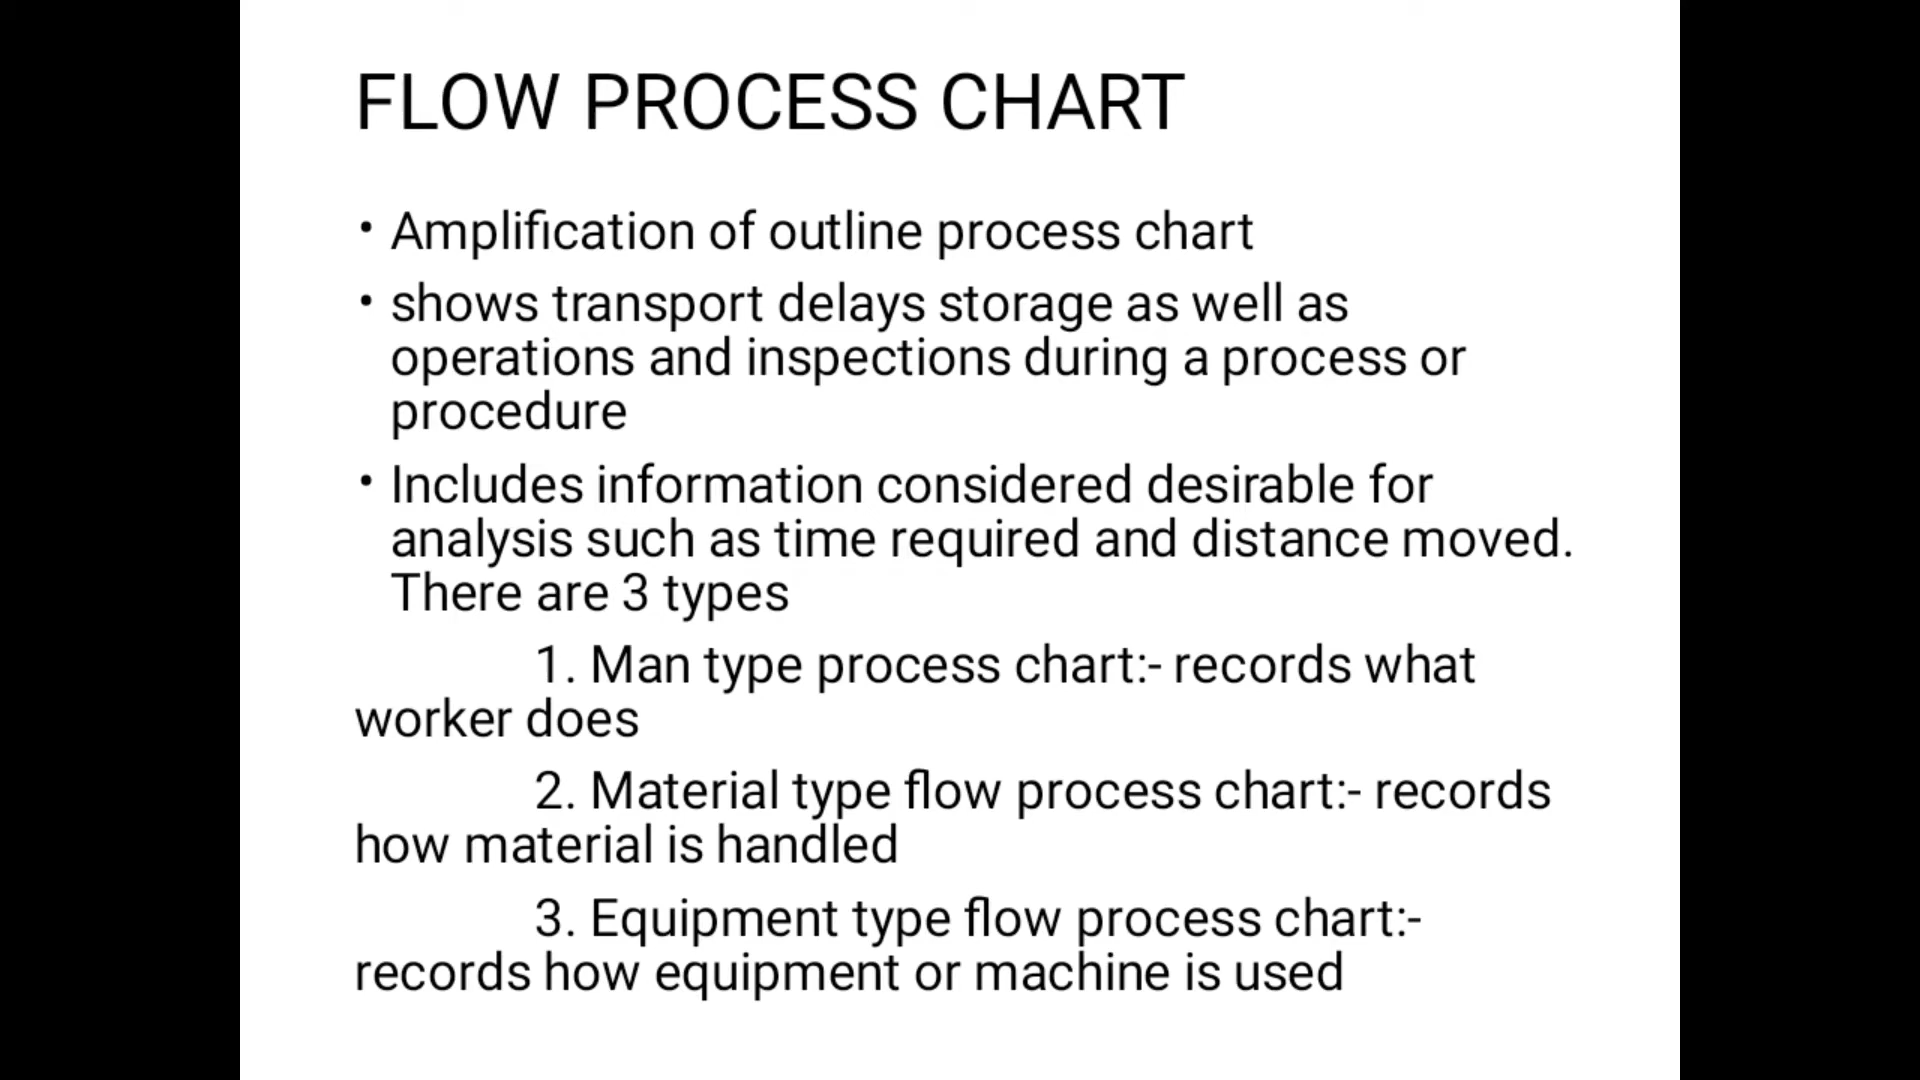 FLOW PROCESS CHART
• Amplification of outline process chart
• shows transport delays storage as well as
operations and inspections during a process or
procedure
• Includes information considered desirable for
analysis such as time required and distance moved.
There are 3 types
1. Man type process chart:- records what
worker does
2. Material type flow process chart:- records
how material is handled
3. Equipment type flow process chart:-
records how equipment or machine is used